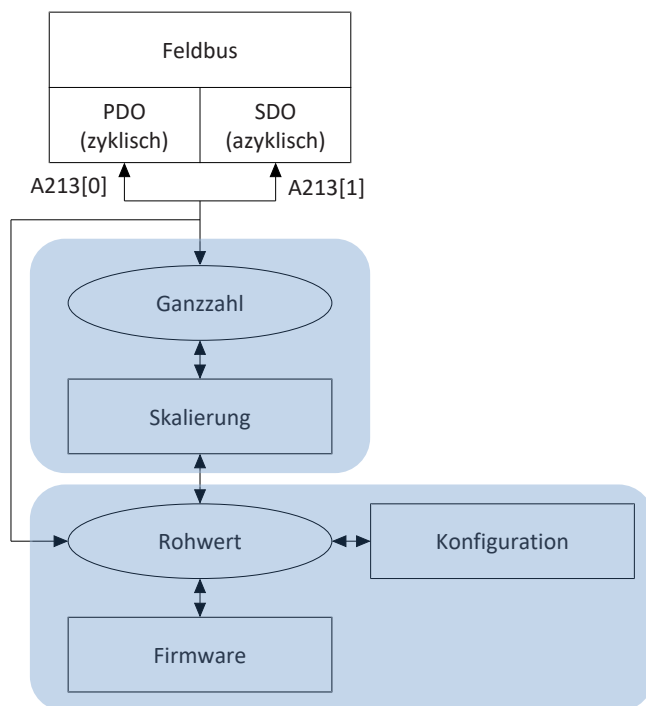 Feldbus
PDO
(zyklisch)
SDO
(azyklisch)
A213[0]
A213[1]
Ganzzahl
Skalierung
Rohwert
Konfiguration
Firmware